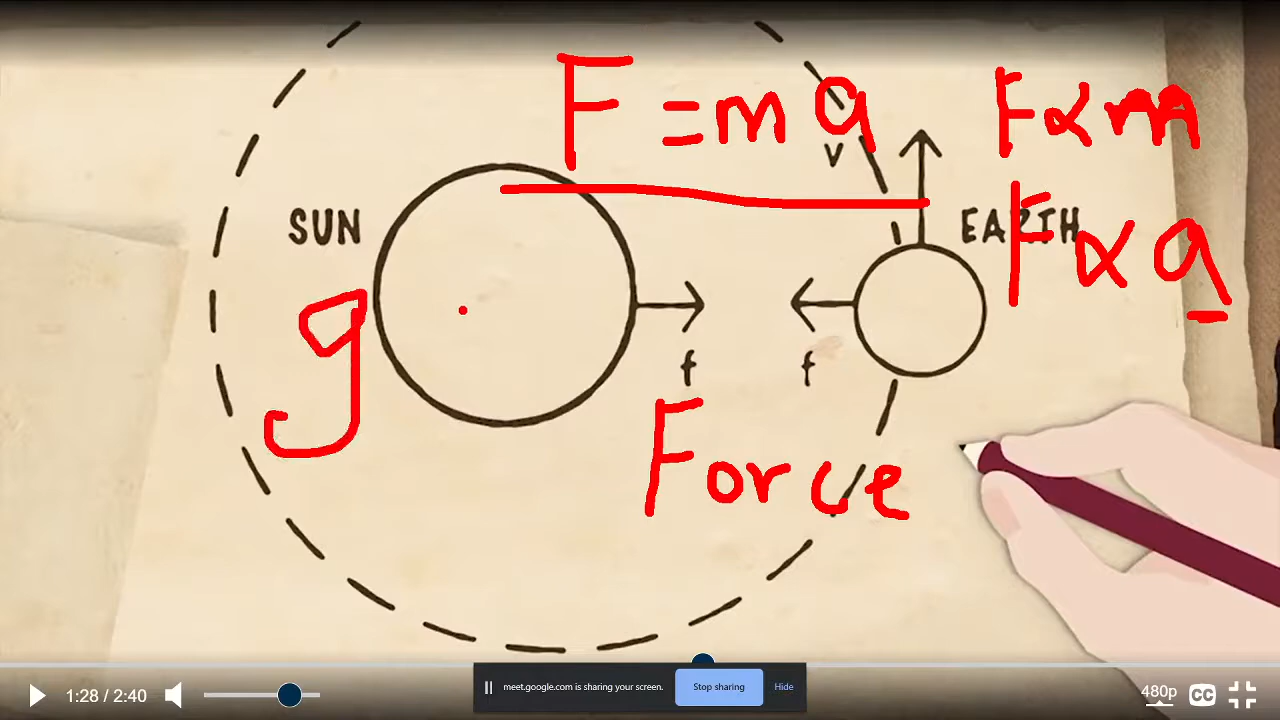 F = m a
F α m
v
SUN
EARTH
F α a
g
f
f
Force
1:28 / 2:40
meet.google.com is sharing your screen.
Stop sharing
Hide
480p
CC